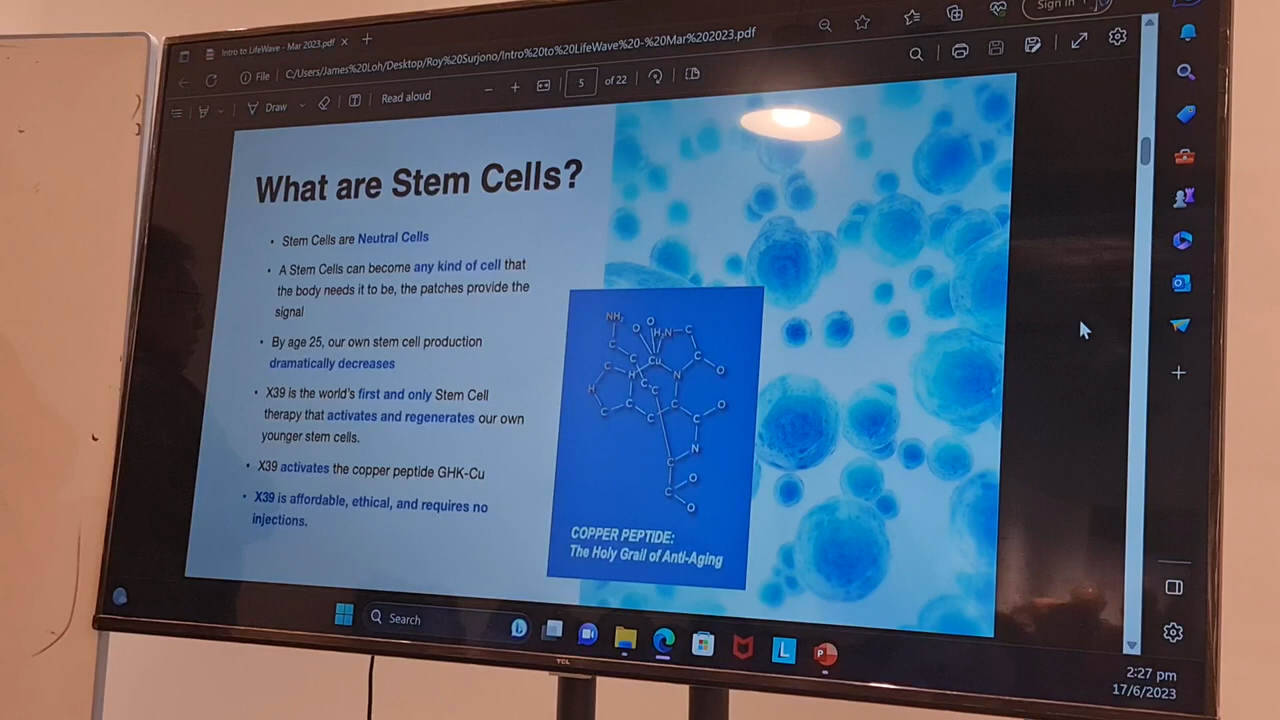 Intro to LifeWave - Mar 2023.pdf
Sign in
File
C:/Users/James%20Loh/Desktop/Roy%20Surjono/Intro%20to%20LifeWave%20-%20Mar%202023.pdf
Draw
Read aloud
5
of 22
What are Stem Cells?
• Stem Cells are Neutral Cells
• A Stem Cells can become any kind of cell that
the body needs it to be, the patches provide the
signal
• By age 25, our own stem cell production
dramatically decreases
• X39 is the world's first and only Stem Cell
therapy that activates and regenerates our own
younger stem cells.
• X39 activates the copper peptide GHK-Cu
• X39 is affordable, ethical, and requires no
injections.
NH₂
O
O
H₂N
C
C
C
Cu
C
O
C
H
N
H
C
C
C
C
C
C
O
C
N
C
O
C
O
COPPER PEPTIDE:
The Holy Grail of Anti-Aging
Search
L
P
2:27 pm
17/6/2023
TCL